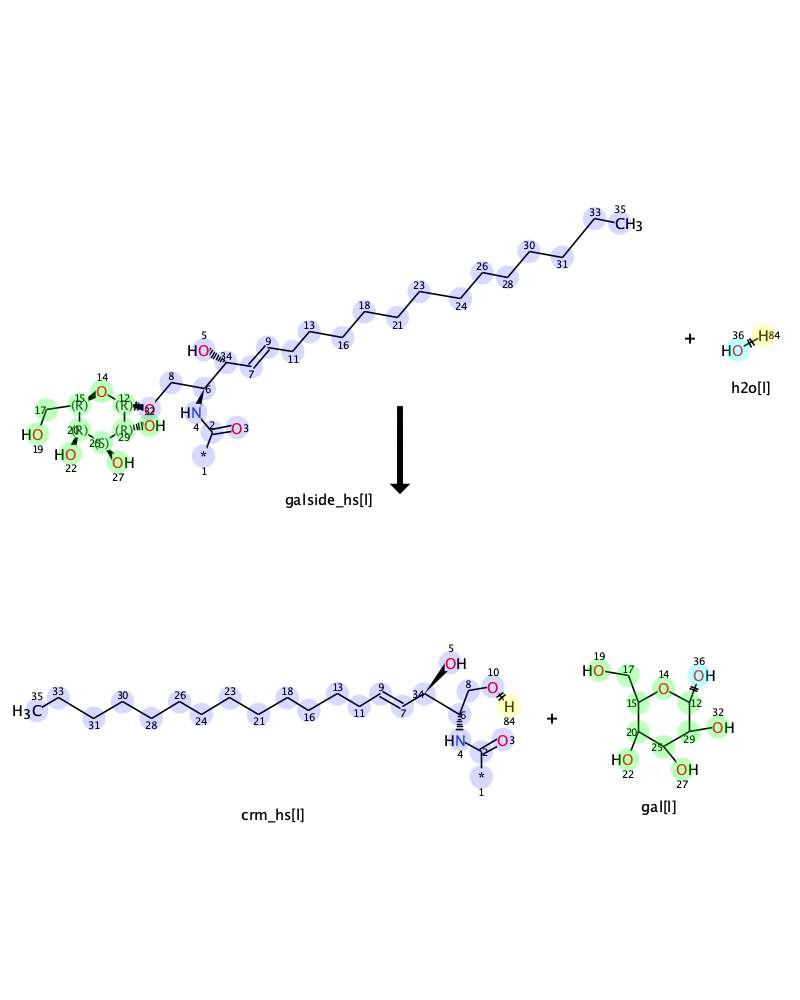 33 35
CH3
30
31
26
28
23
24
18
21
13
16
9
11
5
HO 34
7
8
6
14
O
15 (R) 12 (R) O
17
HN
4
2 O 3
*
1
(R) (S) 29 (R) OH
HO
19
HO
22
OH
27
galside_hs[l]
+
36 H 84
HO
h2o[l]
5
OH
10
O
H
84
8
6
34
35 33 30 26 23 18 13 9
H3C
31 28 24 21 16 11 7
HN O 3
4 2
*
1
crm_hs[l]
+
19
HO
17
14
O
36
OH
15 12
32
OH
20 29
25
HO
22
OH
27
gal[l]